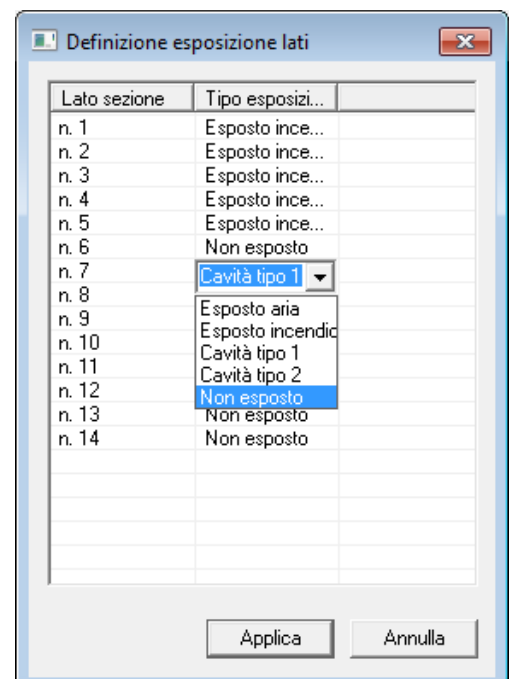 Definizione esposizione lati
Lato sezione Tipo esposizi...
n. 1 Esposto ince...
n. 2 Esposto ince...
n. 3 Esposto ince...
n. 4 Esposto ince...
n. 5 Esposto ince...
n. 6 Non esposto
n. 7 Cavità tipo 1
n. 8 Esposto aria
n. 9 Esposto incendio
n. 10 Cavità tipo 1
n. 11 Cavità tipo 2
n. 12 Non esposto
n. 13 Non esposto
n. 14 Non esposto
Applica Annulla